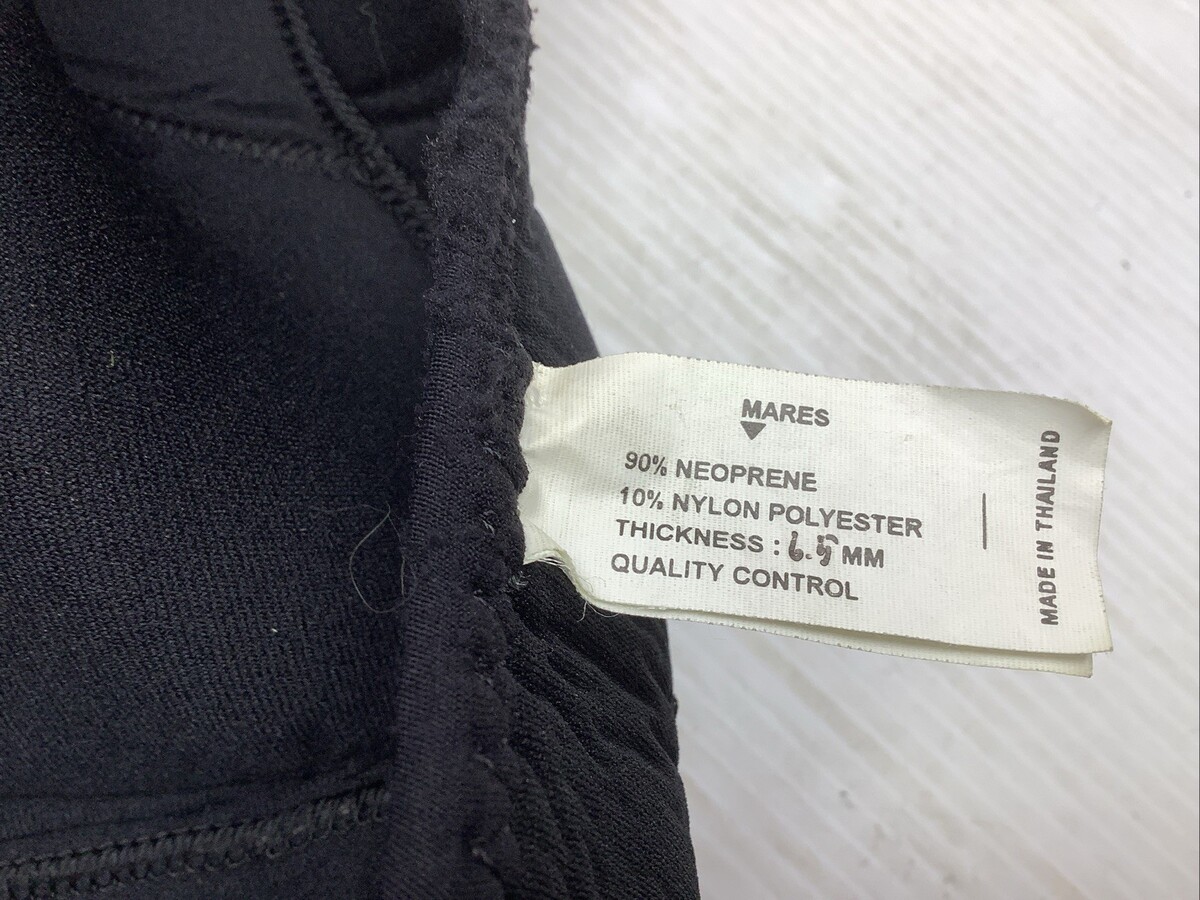 MARES
90% NEOPRENE
10% NYLON POLYESTER
THICKNESS : 6.5 MM
QUALITY CONTROL
MADE IN THAILAND